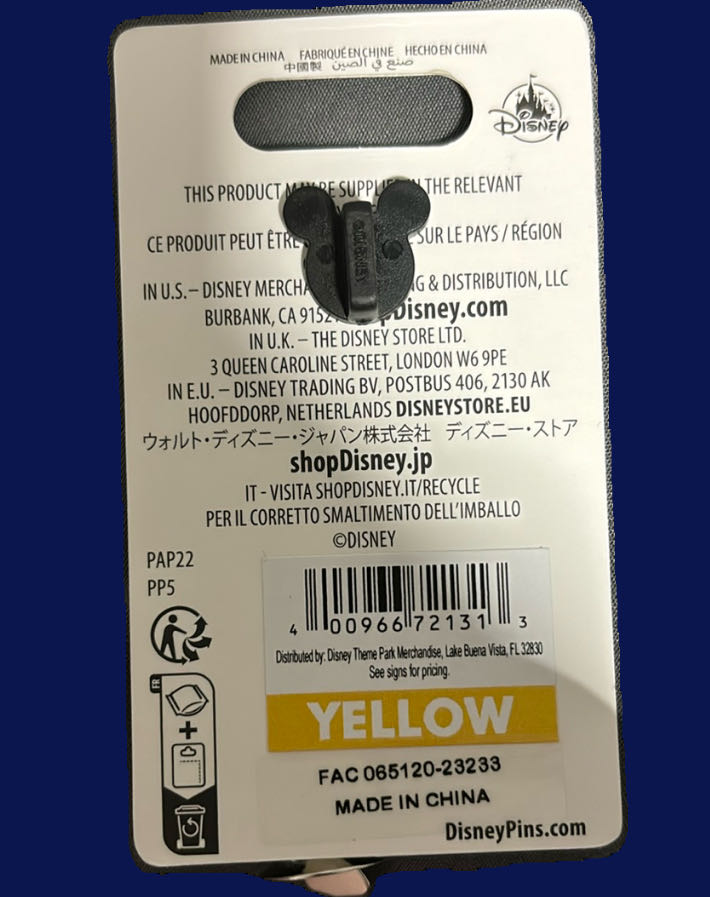 MADE IN CHINA FABRIQUÉ EN CHINE HECHO EN CHINA
中國製 صنع في الصين
Disney
THIS PRODUCT BE THE RELEVANT
CE PRODUIT PEUT ÊTRE SUR LE PAYS / RÉGION
IN U.S. – DISNEY & DISTRIBUTION, LLC
BURBANK, CA Disney.com
IN U.K. – THE DISNEY STORE LTD.
3 QUEEN CAROLINE STREET, LONDON W6 9PE
IN E.U. – DISNEY TRADING BV, POSTBUS 406, 2130 AK
HOOFDDORP, NETHERLANDS DISNEYSTORE.EU
ウォルト・ディズニー・ジャパン株式会社 ディズニー・ストア
shopDisney.jp
IT - VISITA SHOPDISNEY.IT/RECYCLE
PER IL CORRETTO SMALTIMENTO DELL'IMBALLO
©DISNEY
PAP22
PP5
4 00966 72131 3
Distributed by: Disney Theme Park Merchandise, Lake Buena Vista, FL 32830
See signs for pricing.
FR
YELLOW
FAC 065120-23233
MADE IN CHINA
DisneyPins.com